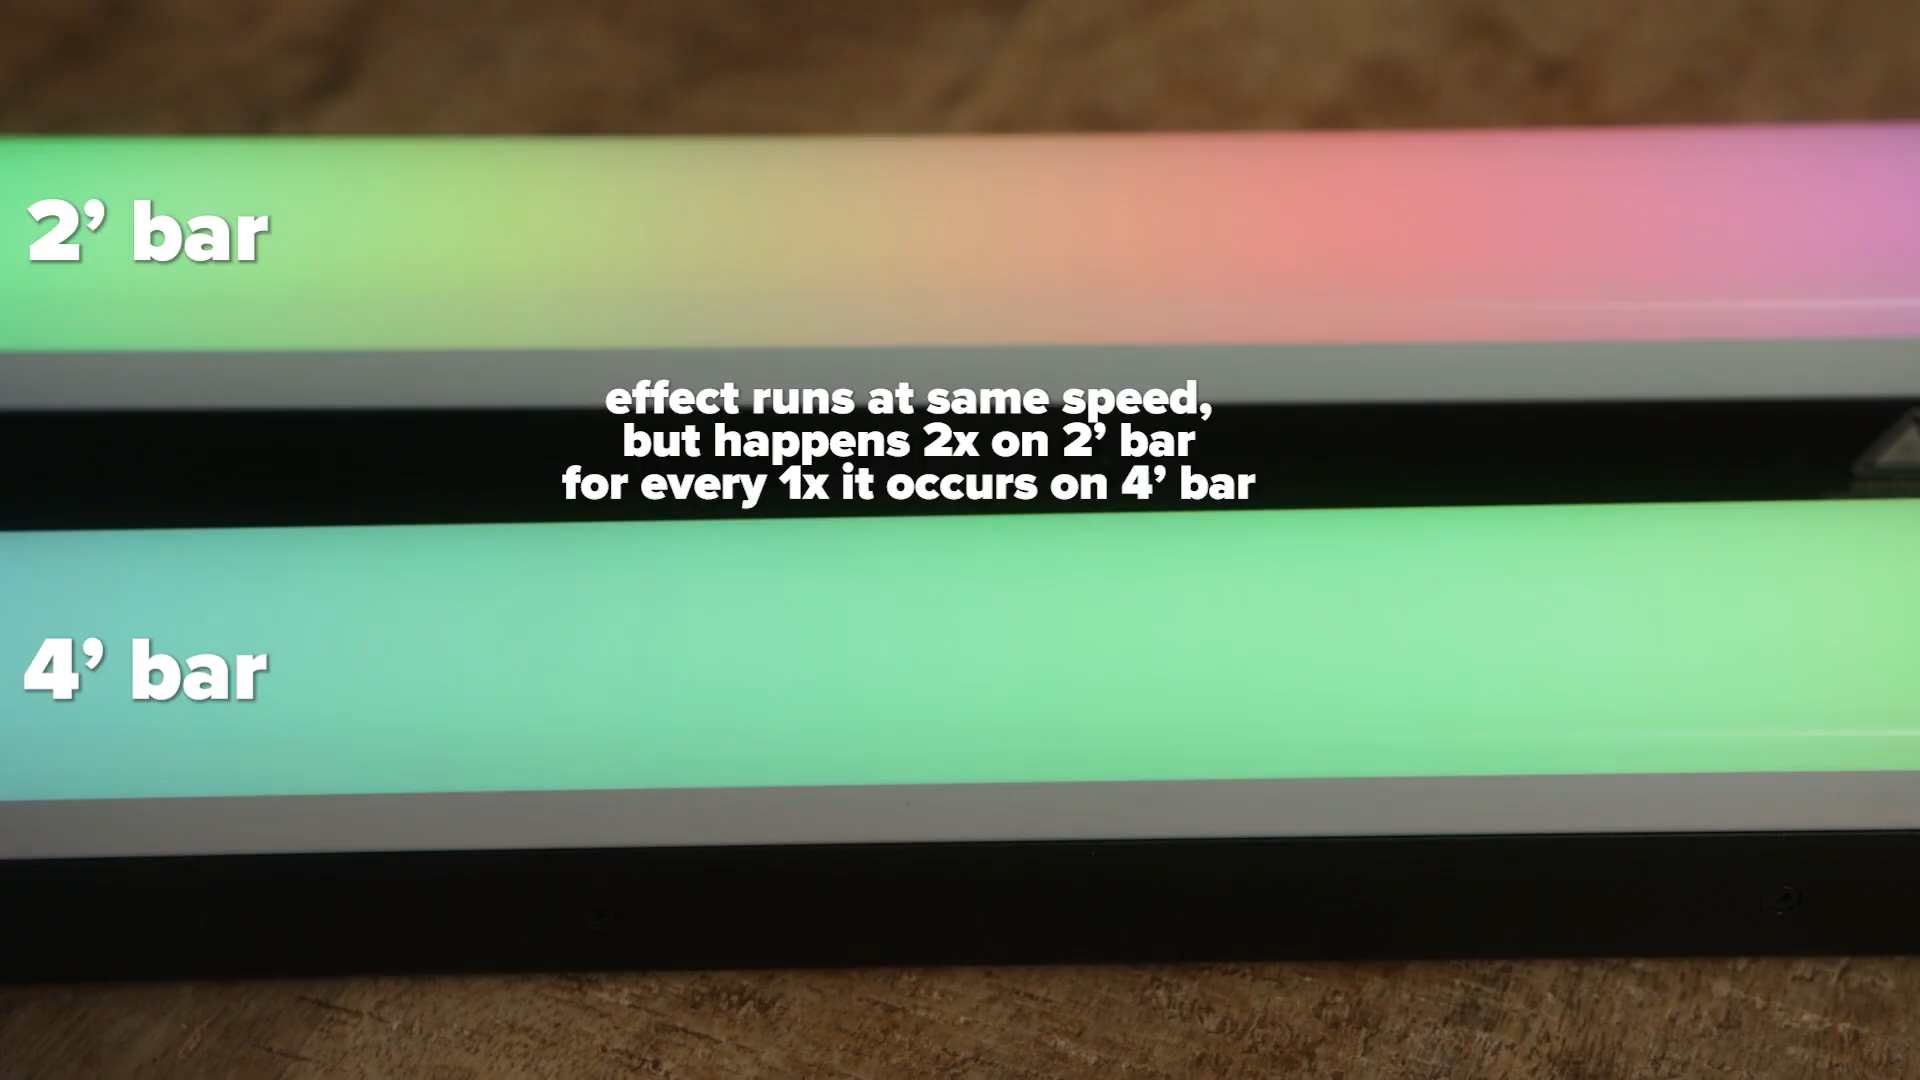 2’ bar
effect runs at same speed,
but happens 2x on 2’ bar
for every 1x it occurs on 4’ bar
4’ bar